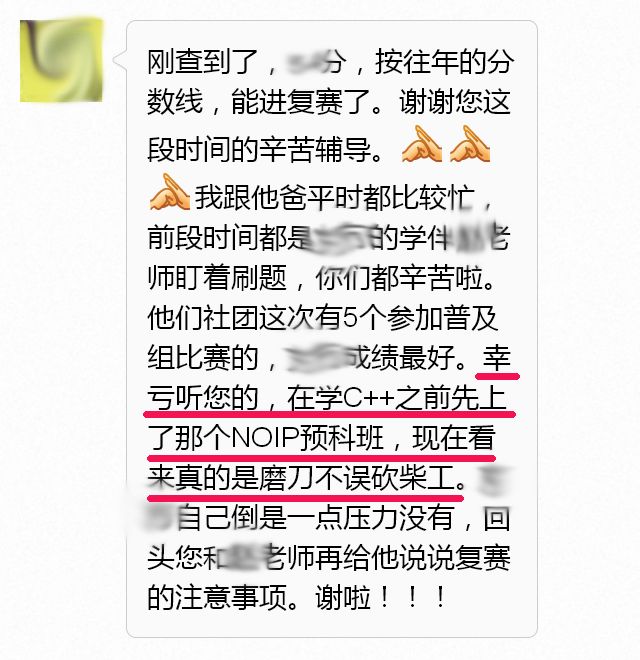 刚查到了，分，按往年的分
数线，能进复赛了。谢谢您这
段时间的辛苦辅导。
我跟他爸平时都比较忙，
前段时间都是的学伴老
师盯着刷题，你们都辛苦啦。
他们社团这次有5个参加普及
组比赛的，成绩最好。幸
亏听您的，在学C++之前先上
了那个NOIP预科班，现在看
来真的是磨刀不误砍柴工。
自己倒是一点压力没有，回
头您和老师再给他说说复赛
的注意事项。谢啦！！！